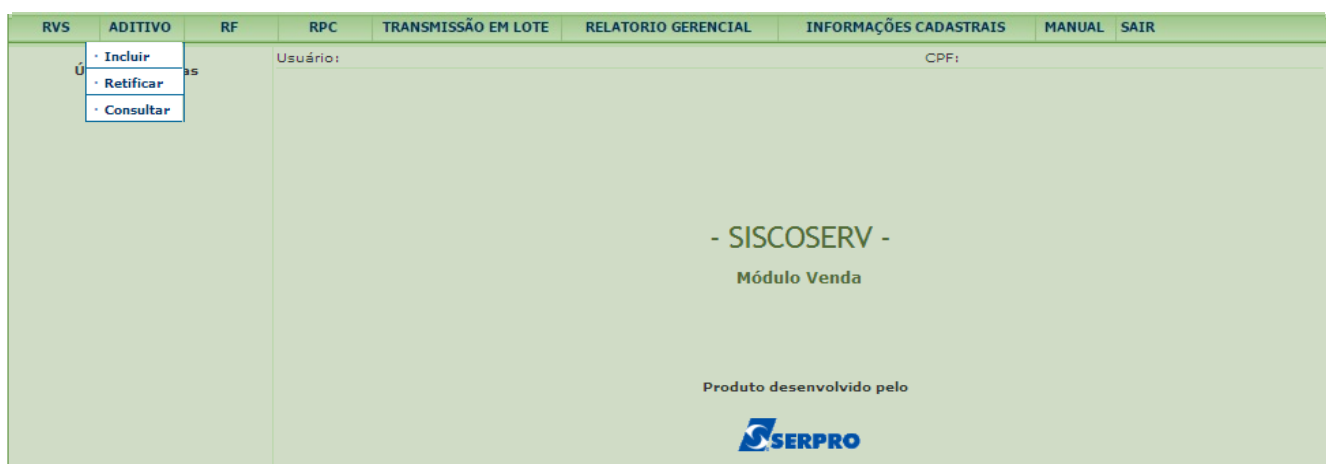 RVS ADITIVO RF RPC TRANSMISSÃO EM LOTE RELATORIO GERENCIAL INFORMAÇÕES CADASTRAIS MANUAL SAIR
· Incluir
· Retificar
· Consultar
Usuário: CPF:
- SISCOSERV -
Módulo Venda
Produto desenvolvido pelo
SERPRO